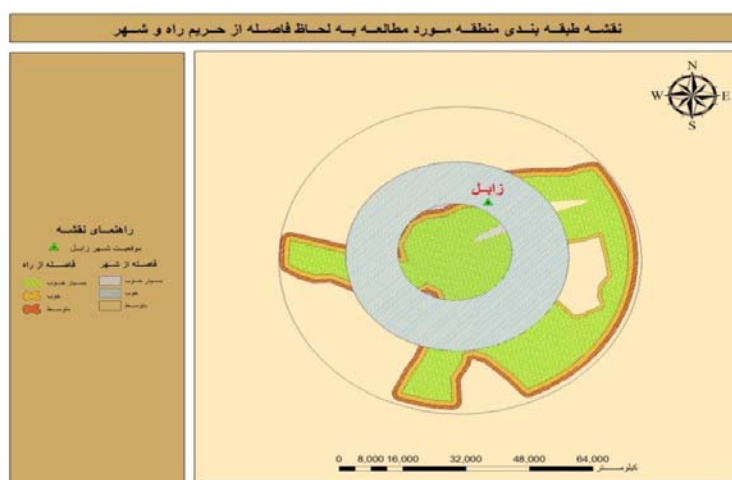 نقشه طبقه بندی منطقه مورد مطالعه به لحاظ فاصله از حریم راه و شهر
N
W E
S
زابل
راهنمای نقشه
موقعیت شهر زابل
فاصله از شهر فاصله از راه
بسیار خوب بسیار خوب
خوب خوب
متوسط متوسط
0 8,000 16,000 32,000 48,000 64,000
کیلومتر